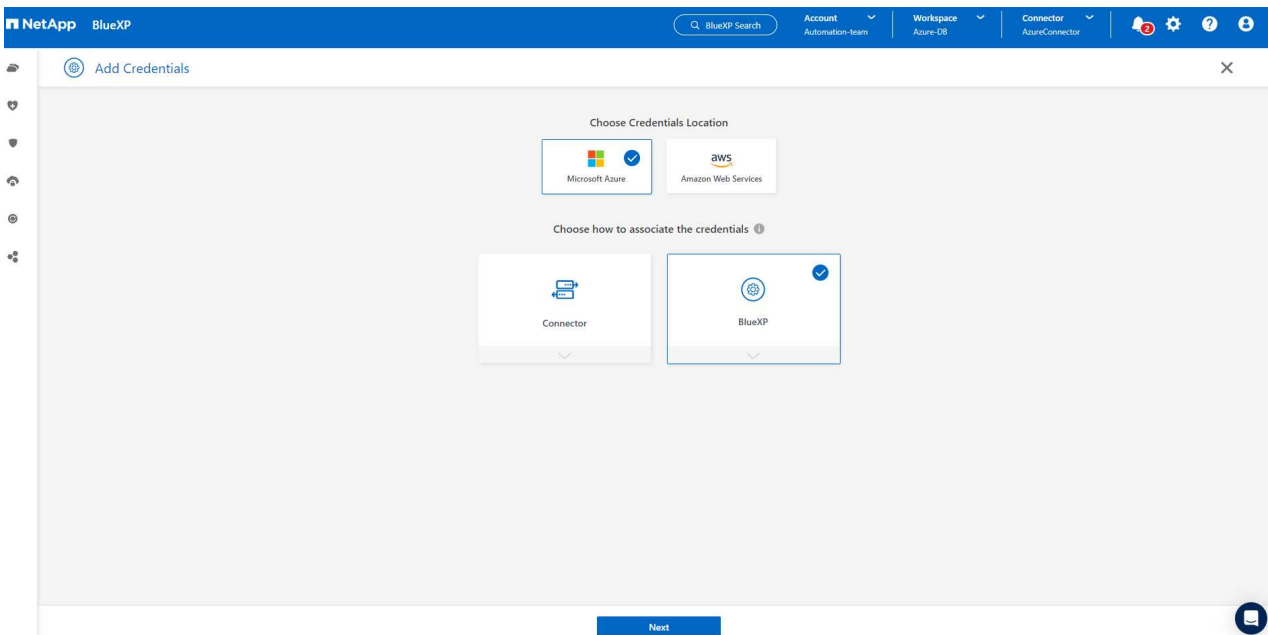 NetApp BlueXP
BlueXP Search
Account
Automation-team
Workspace
Azure-DB
Connector
AzureConnector
2
Add Credentials
Choose Credentials Location
Microsoft Azure
aws
Amazon Web Services
Choose how to associate the credentials
Connector
BlueXP
Next